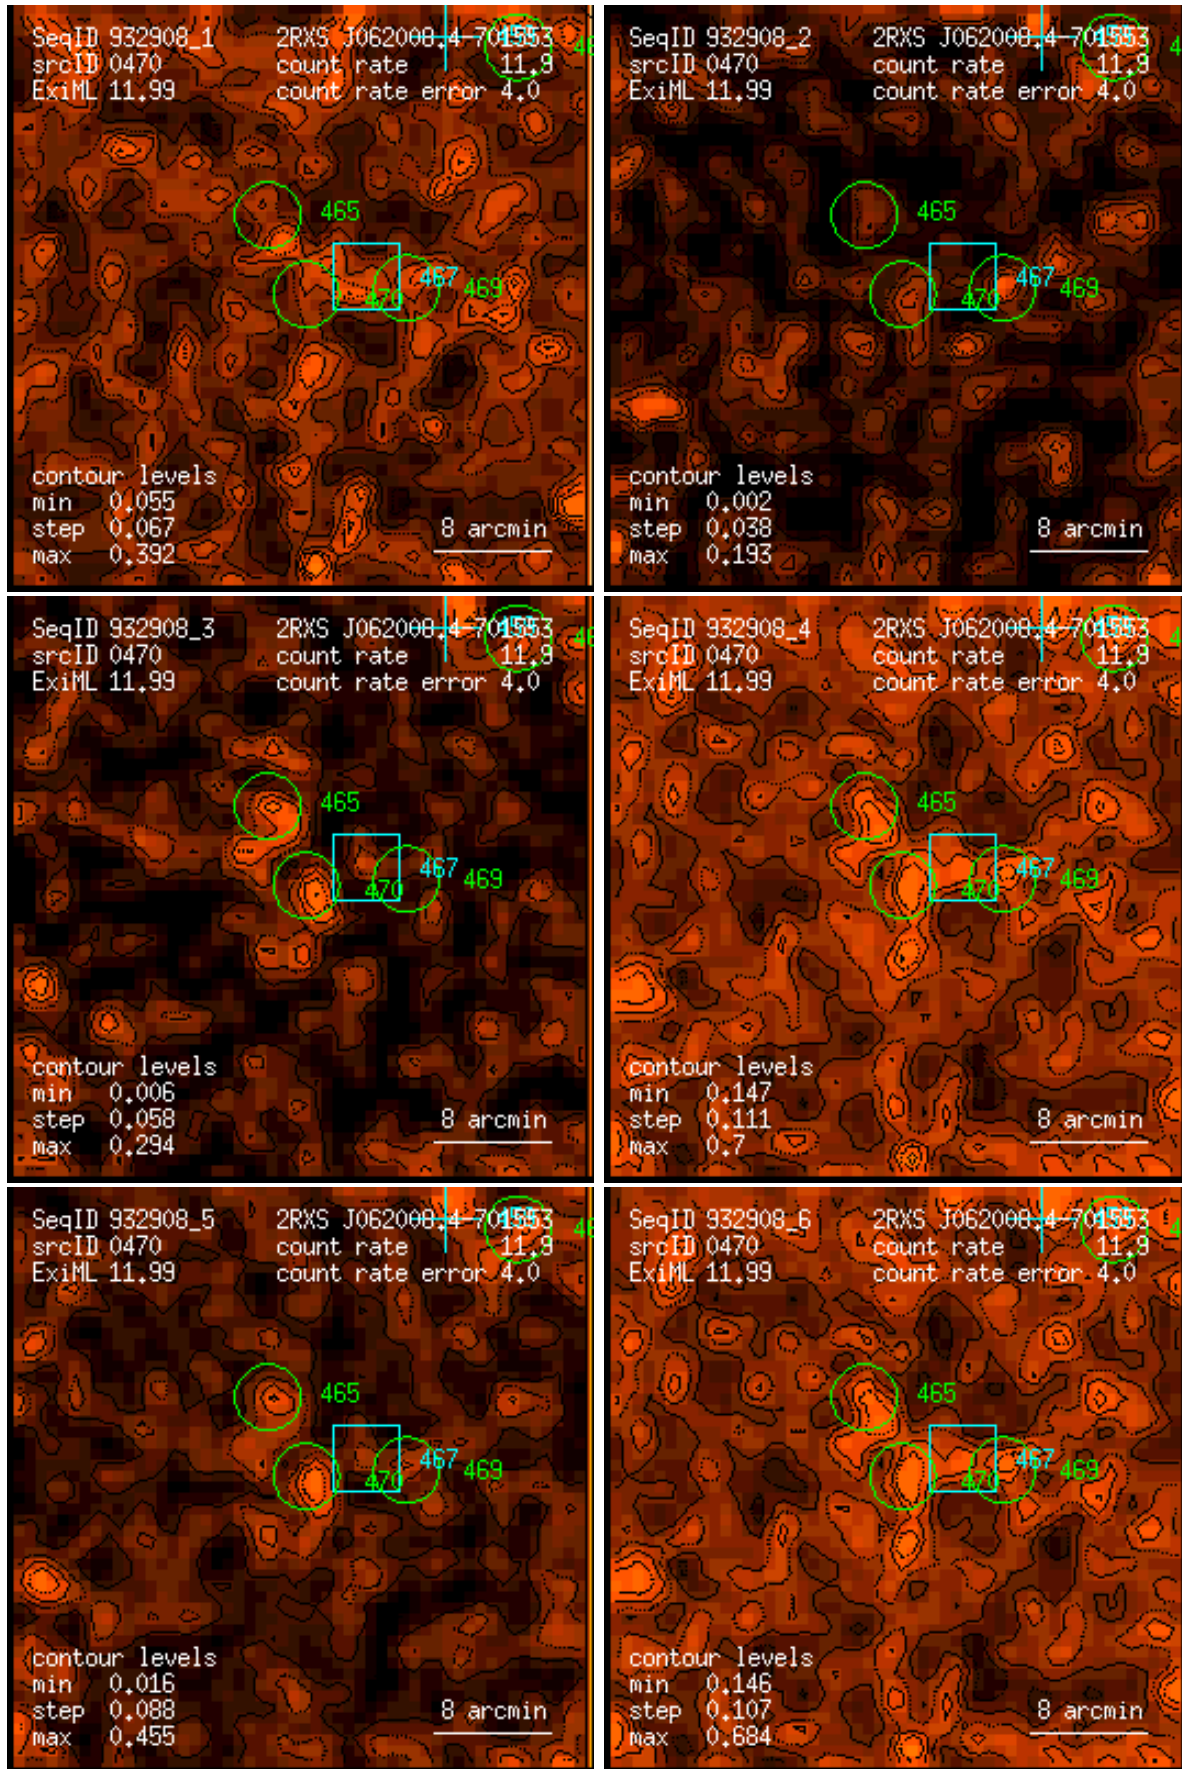 SeqID 932908_1 2RXS J062008.4-701553
srcID 0470 count rate 11.9
ExiML 11.99 count rate error 4.0
465
467
470 469
contour levels
min 0.055
step 0.067 8 arcmin
max 0.392
SeqID 932908_2 2RXS J062008.4-701553
srcID 0470 count rate 11.9
ExiML 11.99 count rate error 4.0
465
467
470 469
contour levels
min 0.002
step 0.038 8 arcmin
max 0.193
SeqID 932908_3 2RXS J062008.4-701553
srcID 0470 count rate 11.9
ExiML 11.99 count rate error 4.0
465
467
470 469
contour levels
min 0.006
step 0.058 8 arcmin
max 0.294
SeqID 932908_4 2RXS J062008.4-701553
srcID 0470 count rate 11.9
ExiML 11.99 count rate error 4.0
465
467
470 469
contour levels
min 0.147
step 0.111 8 arcmin
max 0.7
SeqID 932908_5 2RXS J062008.4-701553
srcID 0470 count rate 11.9
ExiML 11.99 count rate error 4.0
465
467
470 469
contour levels
min 0.016
step 0.088 8 arcmin
max 0.455
SeqID 932908_6 2RXS J062008.4-701553
srcID 0470 count rate 11.9
ExiML 11.99 count rate error 4.0
465
467
470 469
contour levels
min 0.146
step 0.107 8 arcmin
max 0.684